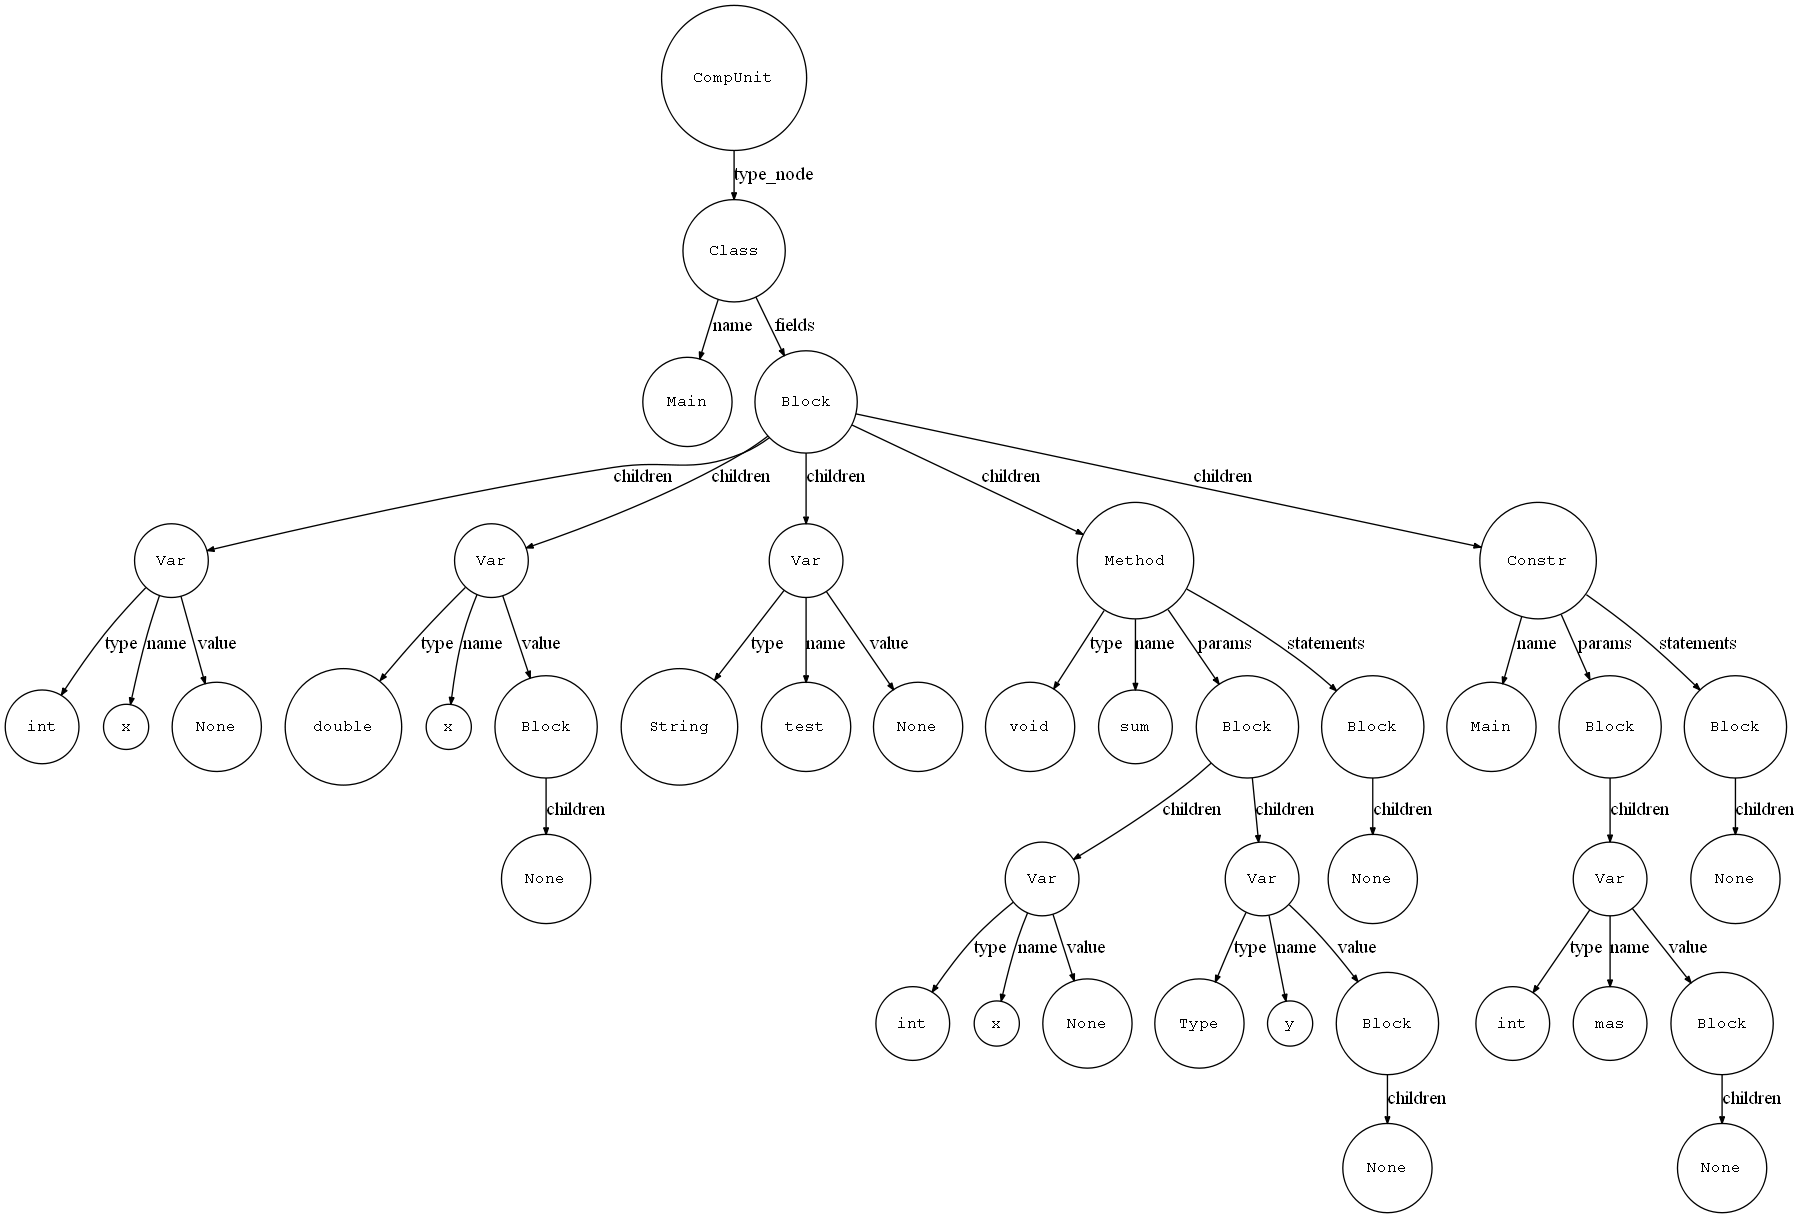 CompUnit
type_node
Class
name fields
Main Block
children children children children children
Var Var Var Method Constr
type name value type name value type name value type name params statements name params statements
int x None double x Block String test None void sum Block Block Main Block Block
children children children children children children
None Var Var None Var None
type name value type name value type name value
int x None Type y Block int mas Block
children children
None None